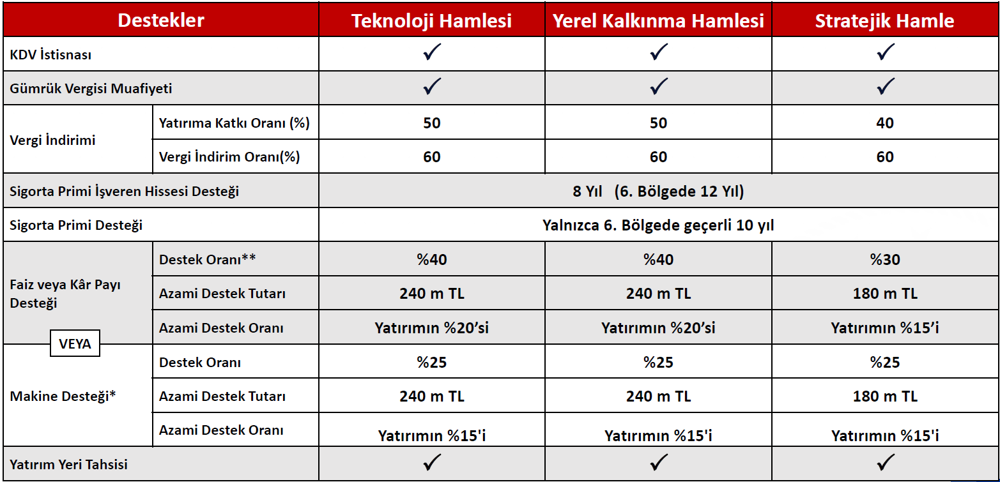 Destekler Teknoloji Hamlesi Yerel Kalkınma Hamlesi Stratejik Hamle
KDV İstisnası ✓ ✓ ✓
Gümrük Vergisi Muafiyeti ✓ ✓ ✓
Vergi İndirimi
Yatırıma Katkı Oranı (%) 50 50 40
Vergi İndirim Oranı(%) 60 60 60
Sigorta Primi İşveren Hissesi Desteği 8 Yıl (6. Bölgede 12 Yıl)
Sigorta Primi Desteği Yalnızca 6. Bölgede geçerli 10 yıl
Faiz veya Kâr Payı
Desteği
Destek Oranı** %40 %40 %30
Azami Destek Tutarı 240 m TL 240 m TL 180 m TL
Azami Destek Oranı Yatırımın %20’si Yatırımın %20’si Yatırımın %15’i
VEYA
Makine Desteği*
Destek Oranı %25 %25 %25
Azami Destek Tutarı 240 m TL 240 m TL 180 m TL
Azami Destek Oranı Yatırımın %15'i Yatırımın %15'i Yatırımın %15'i
Yatırım Yeri Tahsisi ✓ ✓ ✓